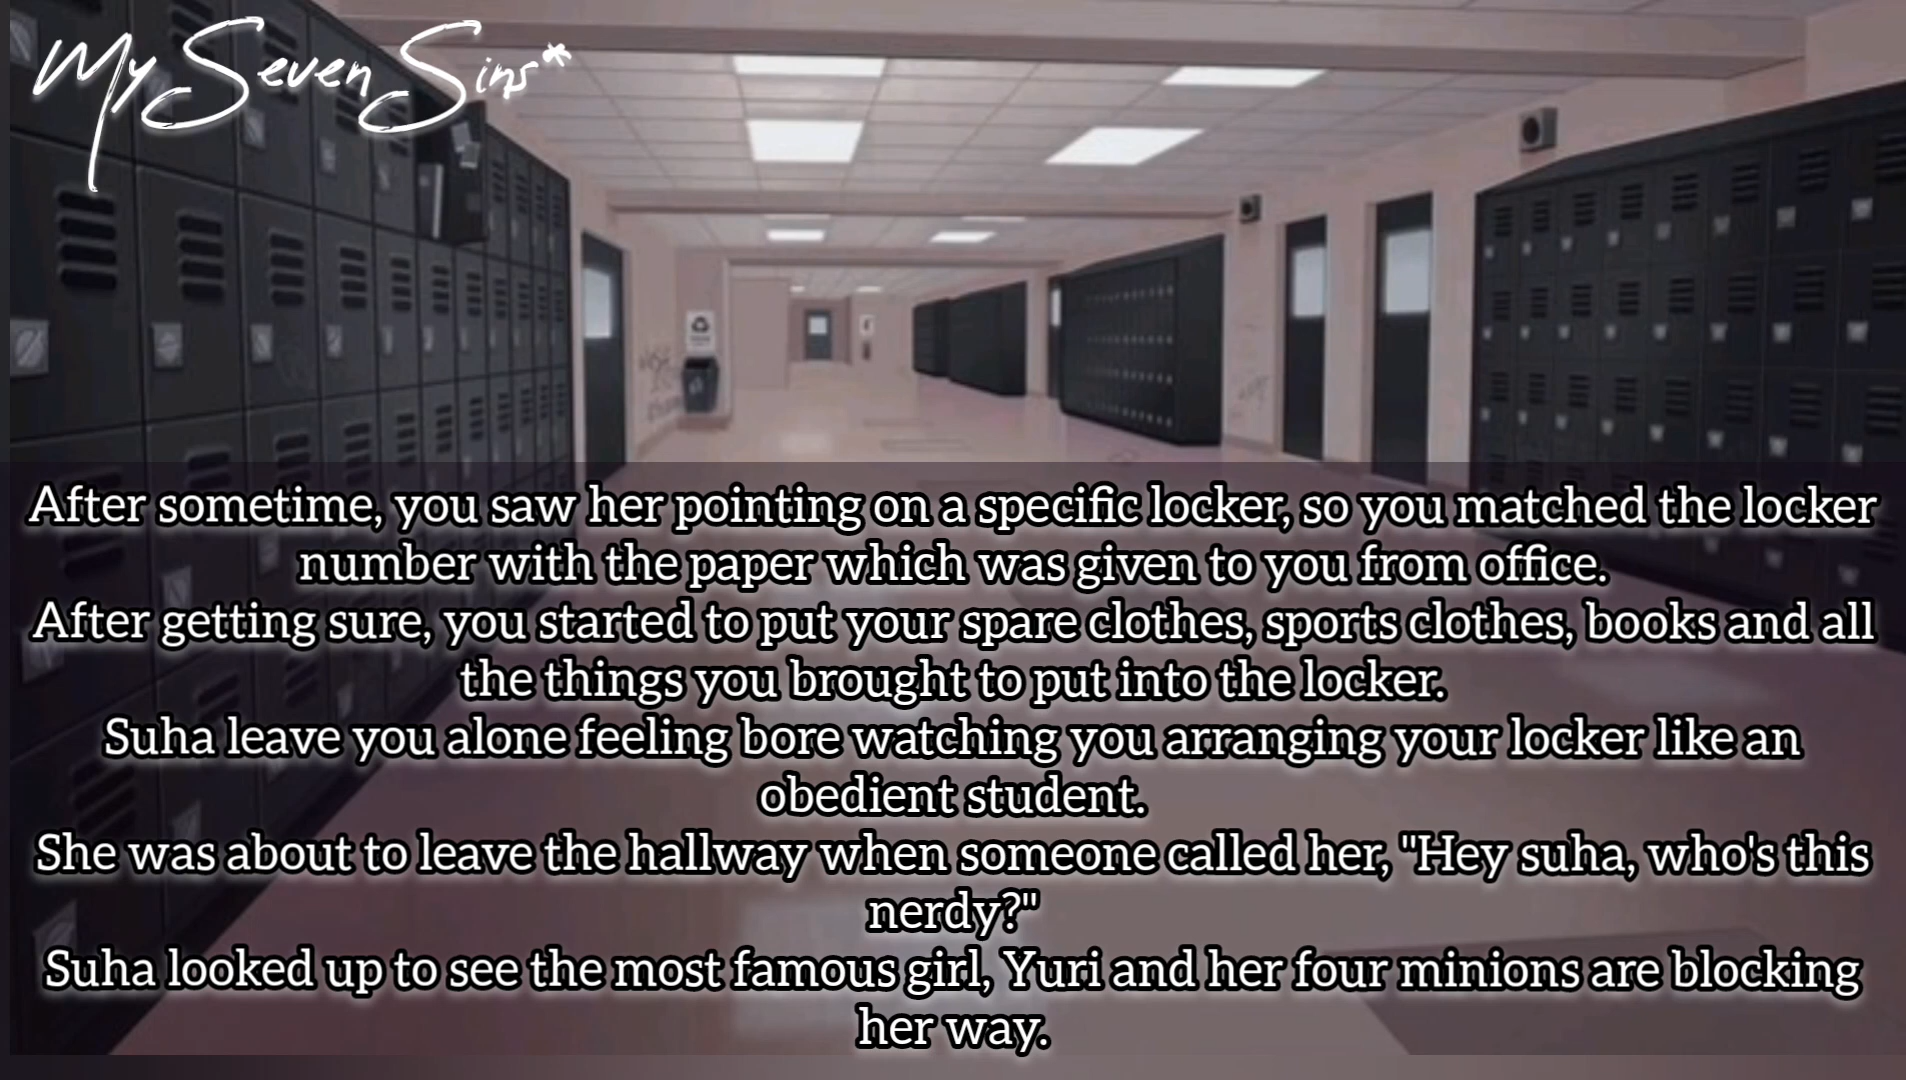 My Seven Sins*
After sometime, you saw her pointing on a specific locker, so you matched the locker
number with the paper which was given to you from office.
After getting sure, you started to put your spare clothes, sports clothes, books and all
the things you brought to put into the locker.
Suha leave you alone feeling bore watching you arranging your locker like an
obedient student.
She was about to leave the hallway when someone called her, "Hey suha, who's this
nerdy?"
Suha looked up to see the most famous girl, Yuri and her four minions are blocking
her way.